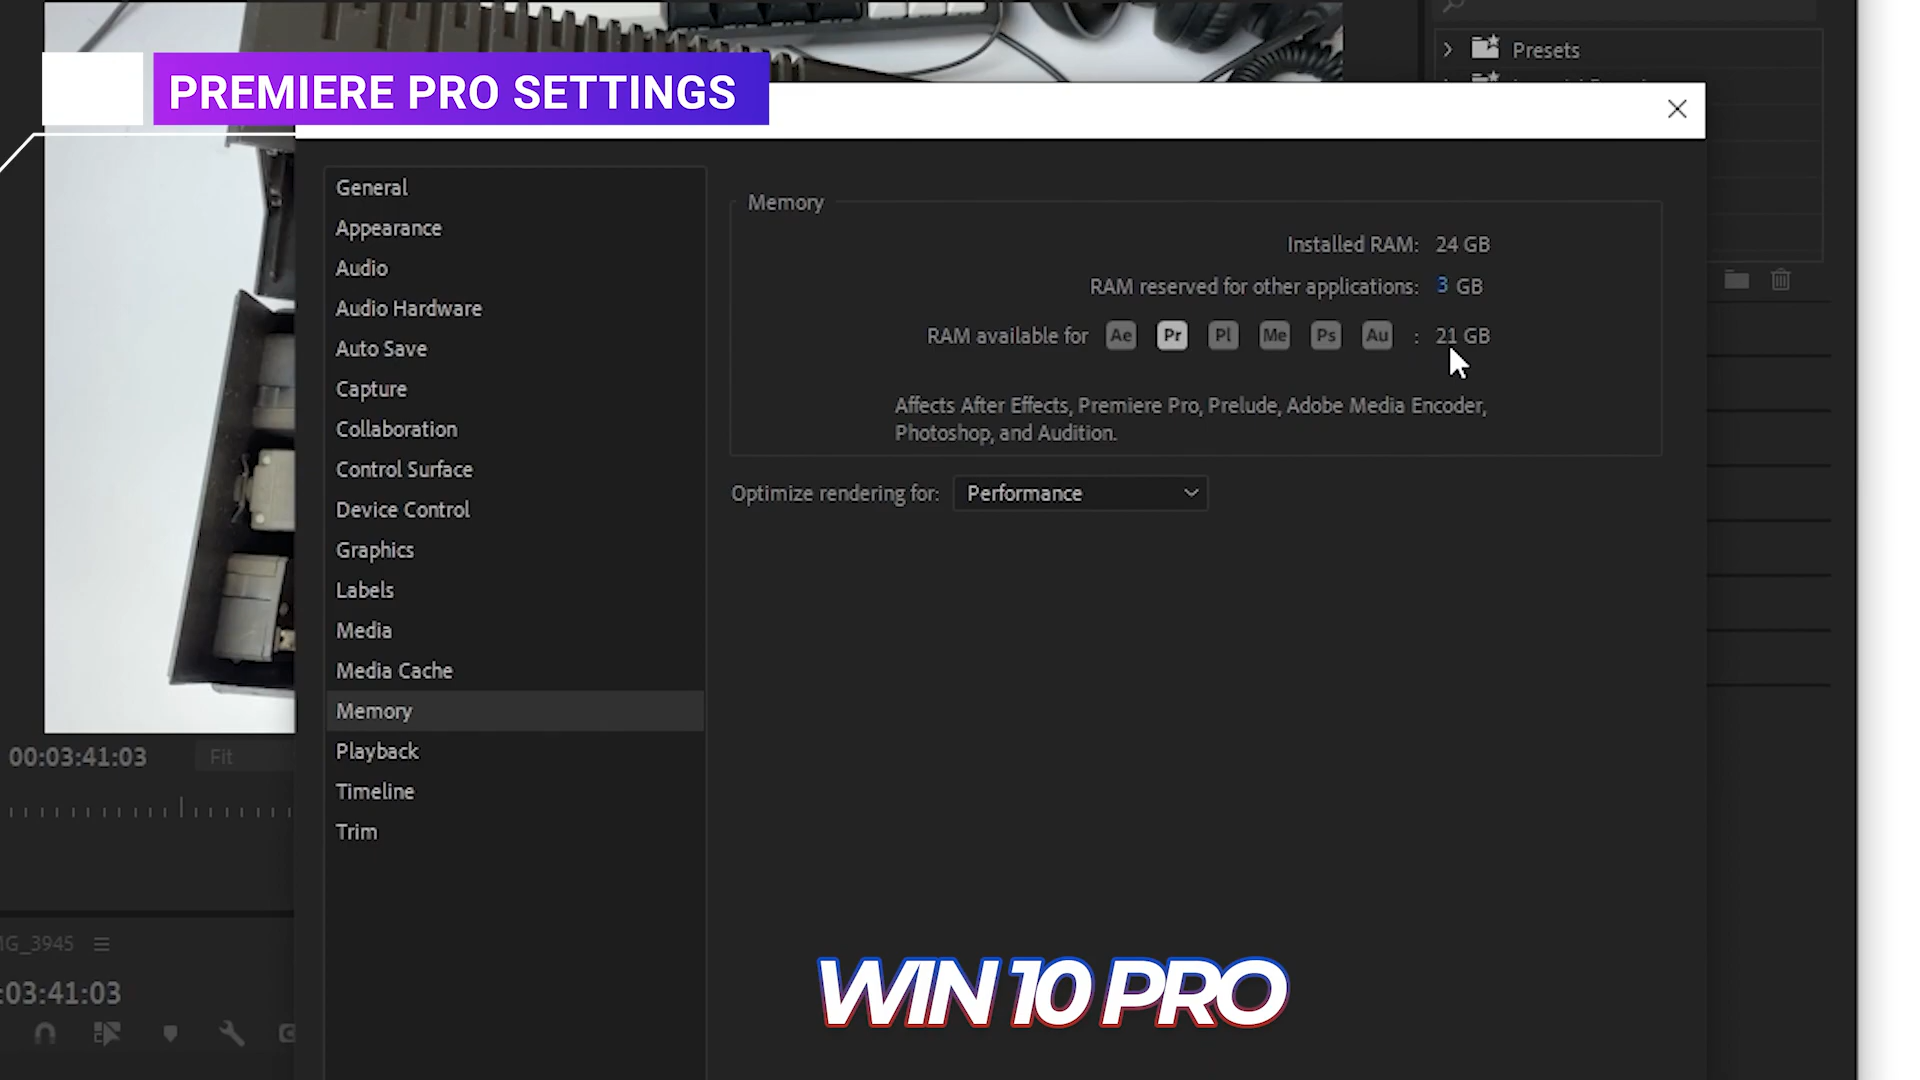 PREMIERE PRO SETTINGS
Presets
General
Appearance
Audio
Audio Hardware
Auto Save
Capture
Collaboration
Control Surface
Device Control
Graphics
Labels
Media
Media Cache
Memory
Playback
Timeline
Trim
Memory
Installed RAM: 24 GB
RAM reserved for other applications: 3 GB
RAM available for Ae Pr Pl Me Ps Au : 21 GB
Affects After Effects, Premiere Pro, Prelude, Adobe Media Encoder,
Photoshop, and Audition.
Optimize rendering for: Performance
00:03:41:03
Fit
G_3945
:03:41:03
WIN 10 PRO